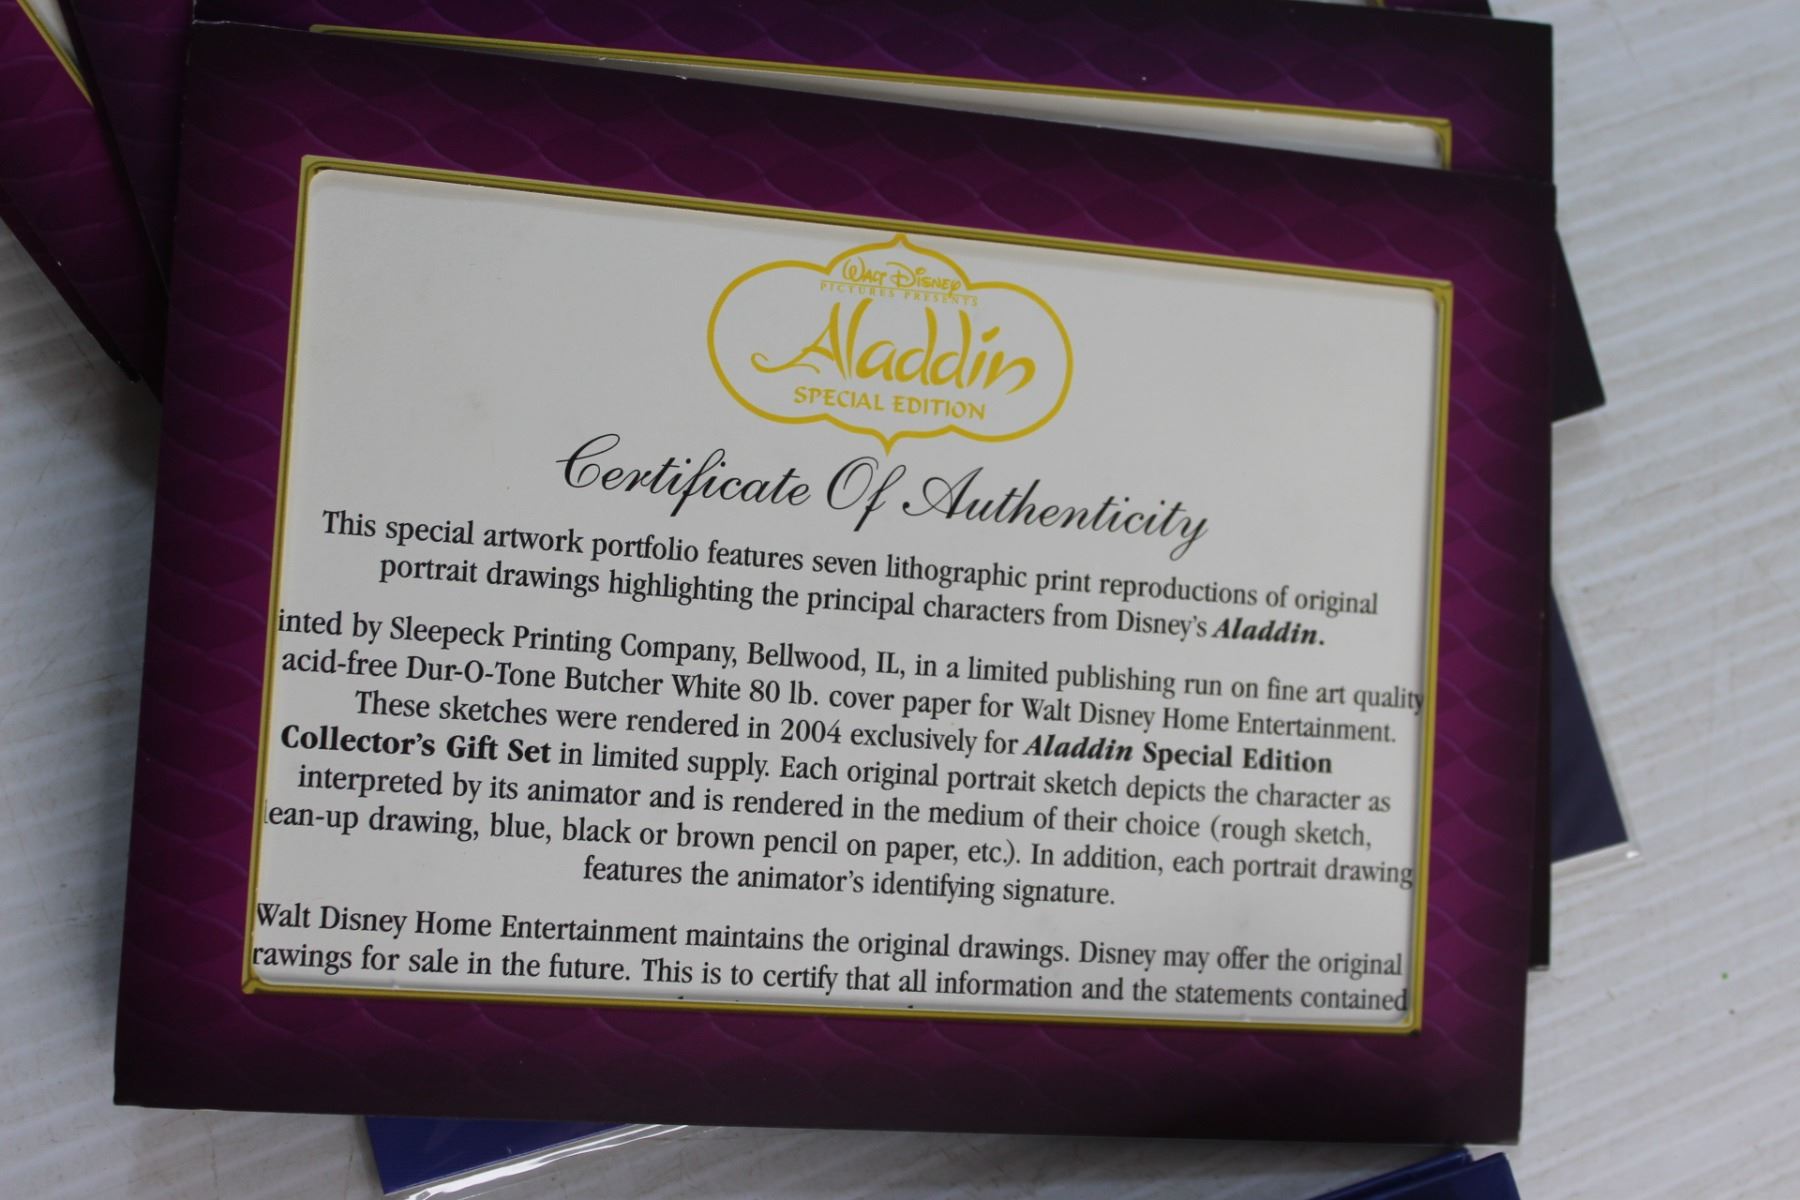 WALT DISNEY
PICTURES PRESENTS
Aladdin
SPECIAL EDITION
Certificate Of Authenticity
This special artwork portfolio features seven lithographic print reproductions of original
portrait drawings highlighting the principal characters from Disney's Aladdin.
inted by Sleepeck Printing Company, Bellwood, IL, in a limited publishing run on fine art quality
acid-free Dur-O-Tone Butcher White 80 lb. cover paper for Walt Disney Home Entertainment.
These sketches were rendered in 2004 exclusively for Aladdin Special Edition
Collector's Gift Set in limited supply. Each original portrait sketch depicts the character as
interpreted by its animator and is rendered in the medium of their choice (rough sketch,
lean-up drawing, blue, black or brown pencil on paper, etc.). In addition, each portrait drawing
features the animator's identifying signature.
Walt Disney Home Entertainment maintains the original drawings. Disney may offer the original
rawings for sale in the future. This is to certify that all information and the statements contained